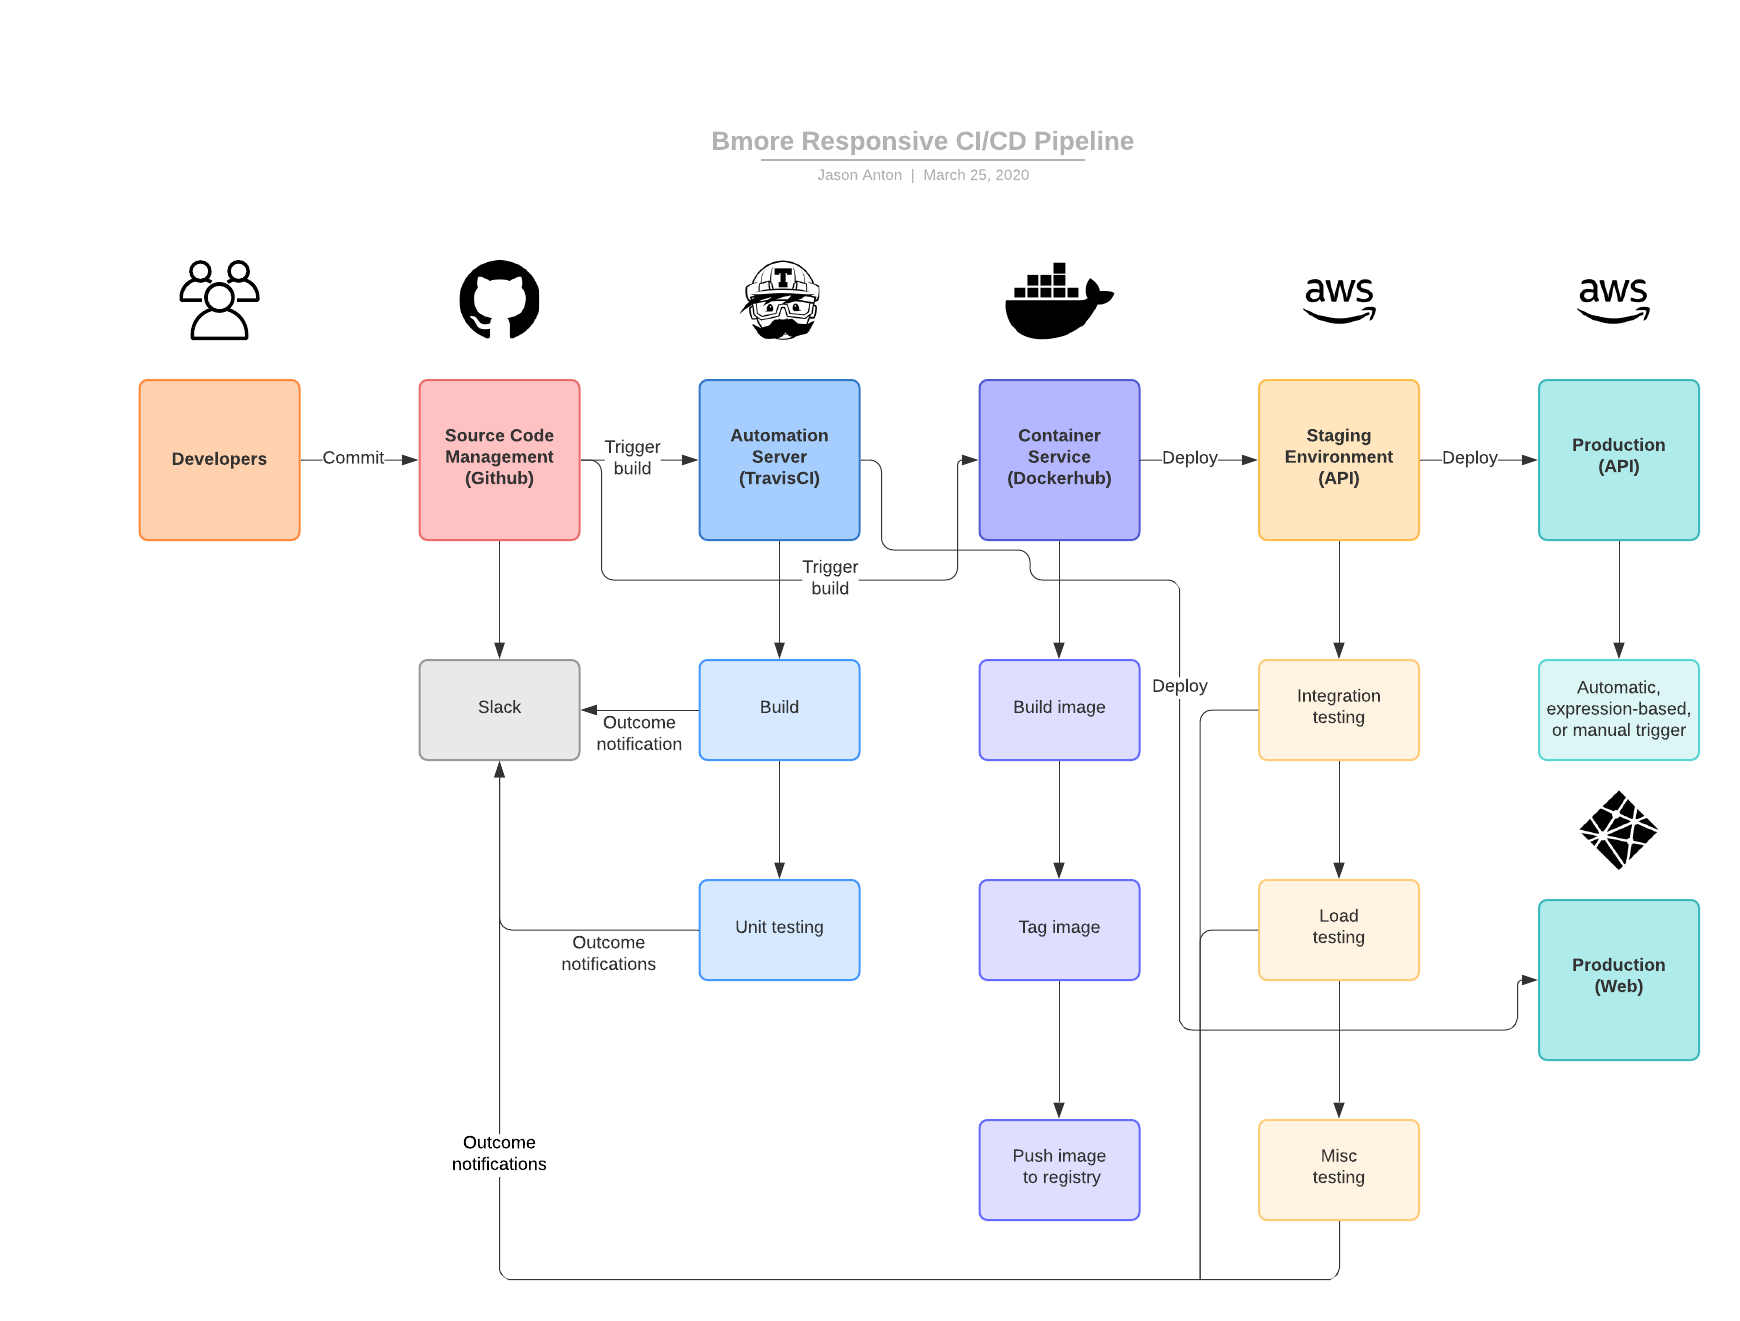 Bmore Responsive CI/CD Pipeline
Jason Anton | March 25, 2020
T
aws
aws
Developers
Commit
Source Code
Management
(Github)
Trigger
build
Automation
Server
(TravisCI)
Container
Service
(Dockerhub)
Deploy
Staging
Environment
(API)
Deploy
Production
(API)
Trigger
build
Slack
Outcome
notification
Build
Build image
Deploy
Integration
testing
Automatic,
expression-based,
or manual trigger
Outcome
notifications
Unit testing
Tag image
Load
testing
Production
(Web)
Outcome
notifications
Push image
to registry
Misc
testing